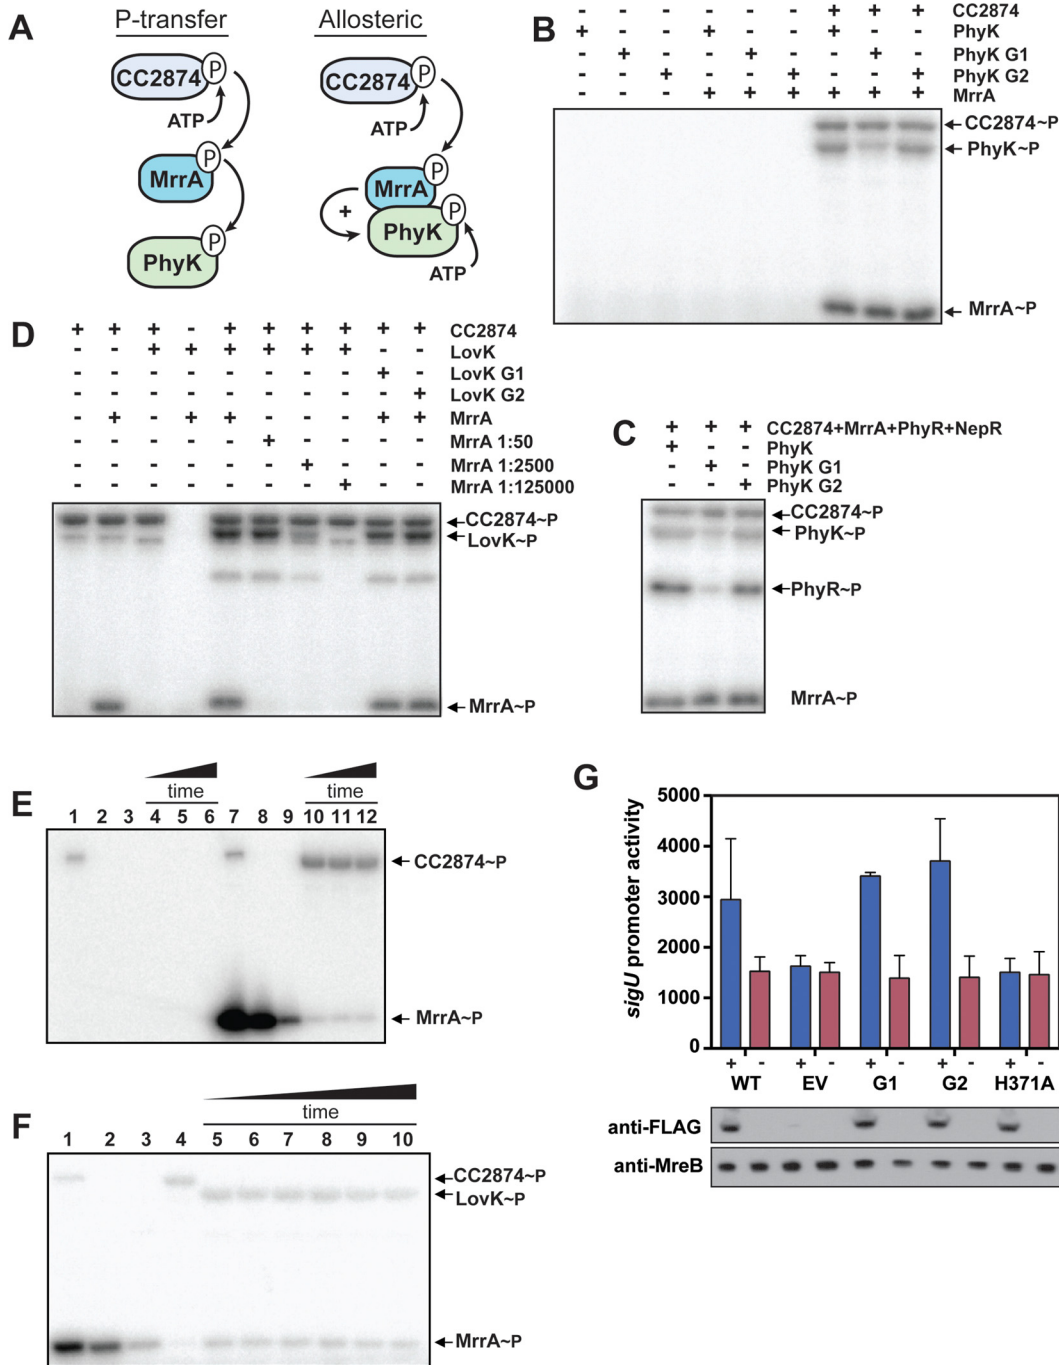 A
P-transfer
Allosteric
CC2874
P
ATP
MrrA
P
PhyK
P
CC2874
P
ATP
MrrA
P
+
PhyK
P
ATP
B
- - - - - - + + + CC2874
+ - - + - - + - - PhyK
- + - - + - - + - PhyK G1
- - + - - + - - + PhyK G2
- - - + + + + + + MrrA
CC2874~P
PhyK~P
MrrA~P
D
+ + + - + + + + + + CC2874
- - + + + + + + - - LovK
- - - - - - - - + - LovK G1
- - - - - - - - - + LovK G2
- + - + + - - - + + MrrA
- - - - - + - - - - MrrA 1:50
- - - - - - + - - - MrrA 1:2500
- - - - - - - + - - MrrA 1:125000
CC2874~P
LovK~P
MrrA~P
C
+ + + CC2874+MrrA+PhyR+NepR
+ - - PhyK
- + - PhyK G1
- - + PhyK G2
CC2874~P
PhyK~P
PhyR~P
MrrA~P
E
time
time
1 2 3 4 5 6 7 8 9 10 11 12
CC2874~P
MrrA~P
F
time
1 2 3 4 5 6 7 8 9 10
CC2874~P
LovK~P
MrrA~P
G
sigU promoter activity
5000
4000
3000
2000
1000
0
+ - + - + - + - + -
WT EV G1 G2 H371A
anti-FLAG
anti-MreB